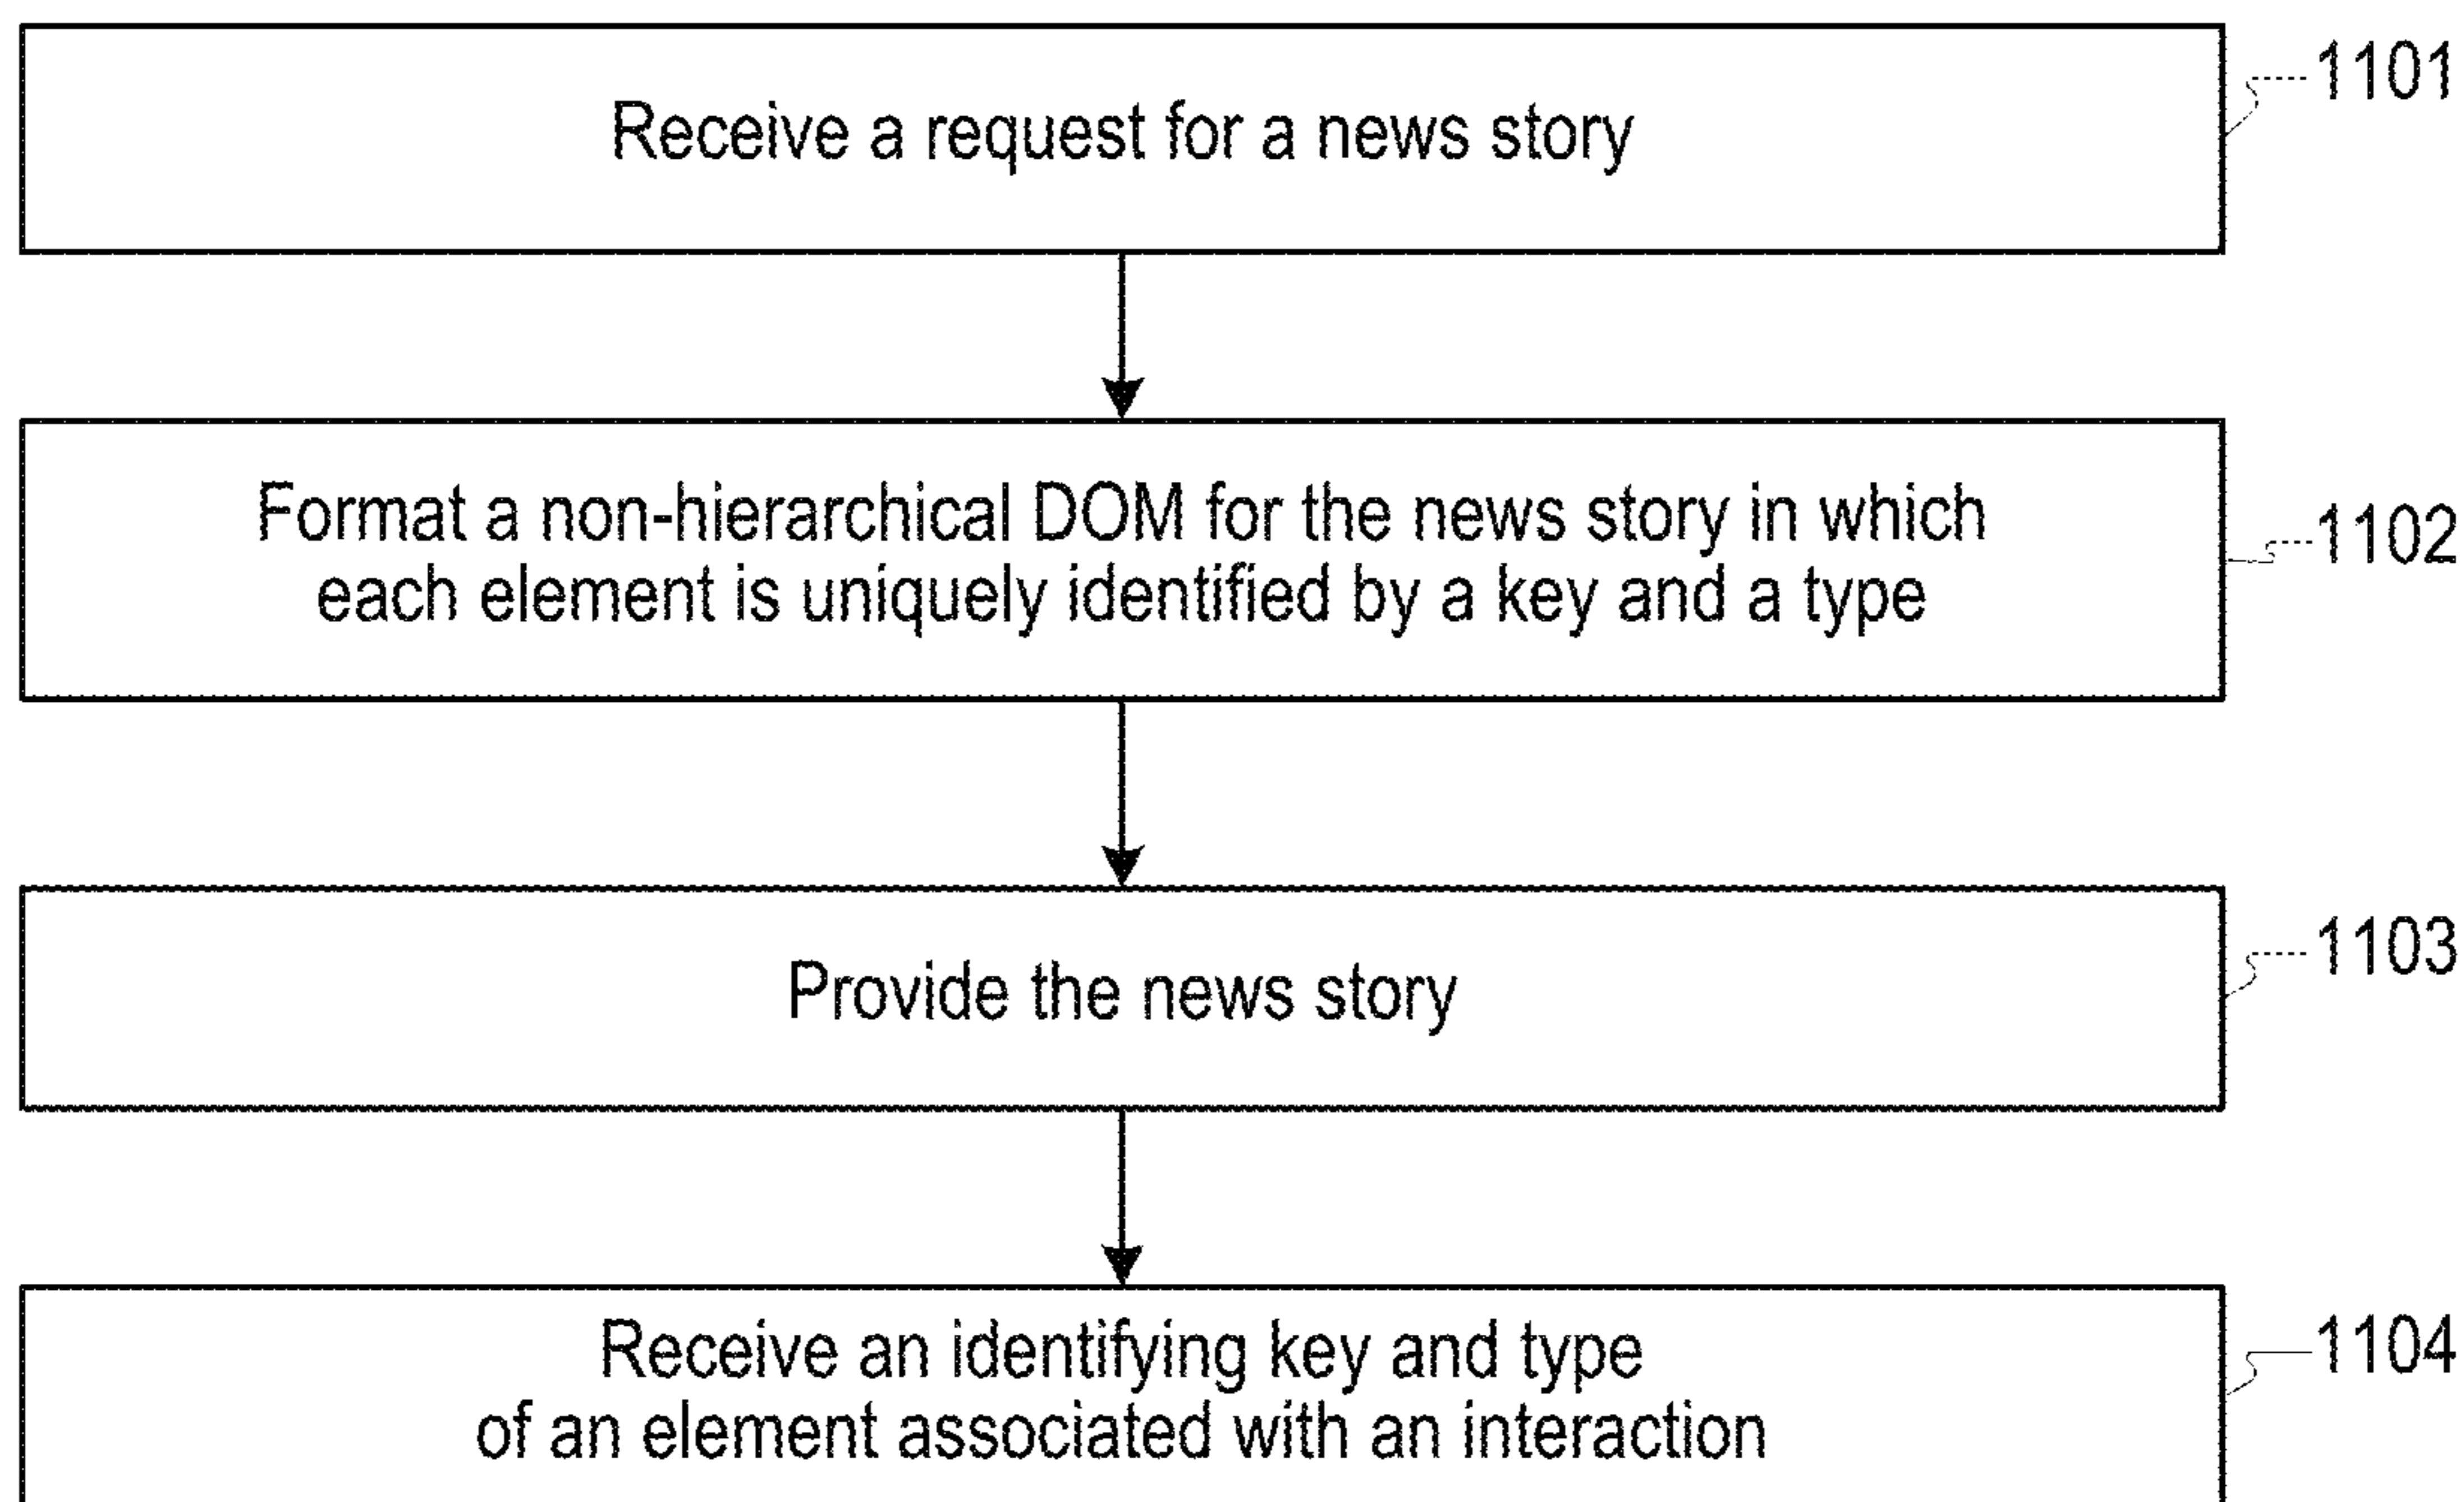 Receive a request for a news story
1101
Format a non-hierarchical DOM for the news story in which
each element is uniquely identified by a key and a type
1102
Provide the news story
1103
Receive an identifying key and type
of an element associated with an interaction
1104